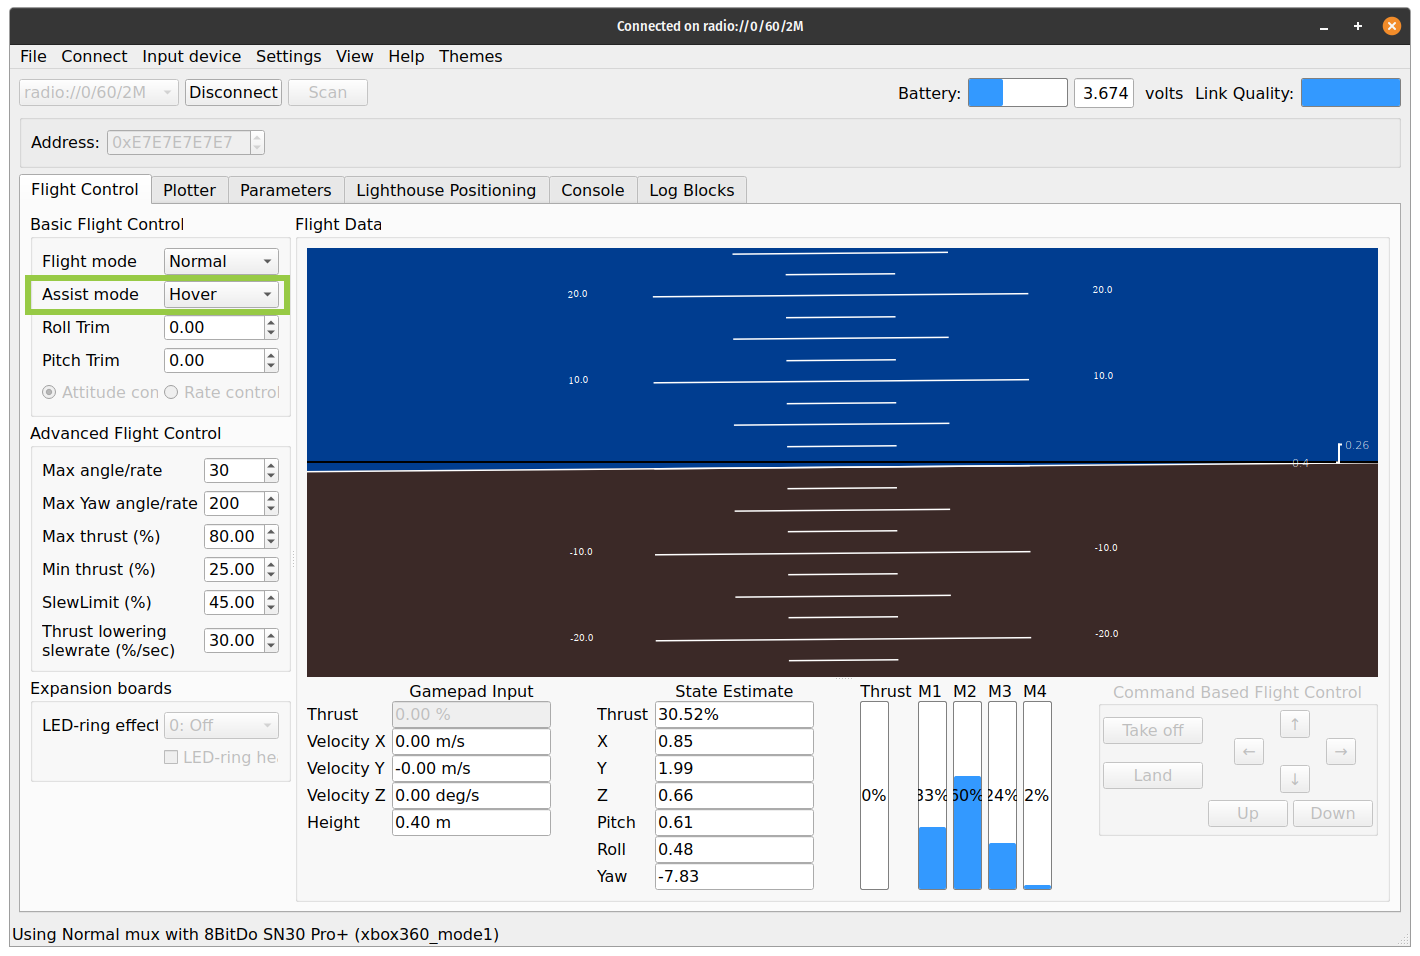 Connected on radio://0/60/2M
File Connect Input device Settings View Help Themes
radio://0/60/2M Disconnect Scan Battery: 3.674 volts Link Quality:
Address: 0xE7E7E7E7E7
Flight Control Plotter Parameters Lighthouse Positioning Console Log Blocks
Basic Flight Control
Flight mode Normal
Assist mode Hover
Roll Trim 0.00
Pitch Trim 0.00
Attitude con Rate control
Advanced Flight Control
Max angle/rate 30
Max Yaw angle/rate 200
Max thrust (%) 80.00
Min thrust (%) 25.00
SlewLimit (%) 45.00
Thrust lowering
slewrate (%/sec) 30.00
Expansion boards
LED-ring effect 0: Off
LED-ring he
Flight Data
20.0 20.0
10.0 10.0
0.26
0.4
-10.0 -10.0
-20.0 -20.0
Gamepad Input
Thrust 0.00 %
Velocity X 0.00 m/s
Velocity Y -0.00 m/s
Velocity Z 0.00 deg/s
Height 0.40 m
State Estimate
Thrust 30.52%
X 0.85
Y 1.99
Z 0.66
Pitch 0.61
Roll 0.48
Yaw -7.83
Thrust M1 M2 M3 M4
0% 33% 60% 24% 2%
Command Based Flight Control
Take off ↑
← →
Land ↓
Up Down
Using Normal mux with 8BitDo SN30 Pro+ (xbox360_mode1)